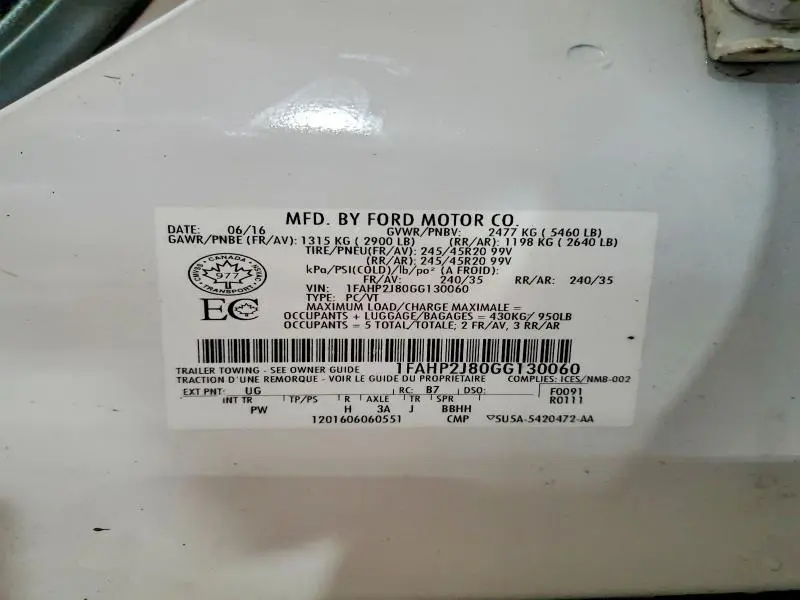 MFD. BY FORD MOTOR CO.
DATE: 06/16 GVWR/PNBV: 2477 KG ( 5460 LB)
GAWR/PNBE (FR/AV): 1315 KG ( 2900 LB) (RR/AR): 1198 KG ( 2640 LB)
TIRE/PNEU(FR/AV): 245/45R20 99V
(RR/AR): 245/45R20 99V
kPa/PSI(COLD)/lb/po² (A FROID):
FR/AV: 240/35 RR/AR: 240/35
CANADA
977
TRANSPORT
VIN: 1FAHP2J80GG130060
TYPE: PC/VT
EC
MAXIMUM LOAD/CHARGE MAXIMALE =
OCCUPANTS + LUGGAGE/BAGAGES = 430KG/ 950LB
OCCUPANTS = 5 TOTAL/TOTALE; 2 FR/AV, 3 RR/AR
TRAILER TOWING - SEE OWNER GUIDE 1FAHP2J80GG130060
TRACTION D'UNE REMORQUE - VOIR LE GUIDE DU PROPRIETAIRE COMPLIES: ICES/NMB-002
EXT PNT: UG RC: B7 DSO: F0091
INT TR TP/PS R AXLE TR SPR R0111
PW H 3A J BBHH
1201606060551 CMP ▽SU5A-5420472-AA